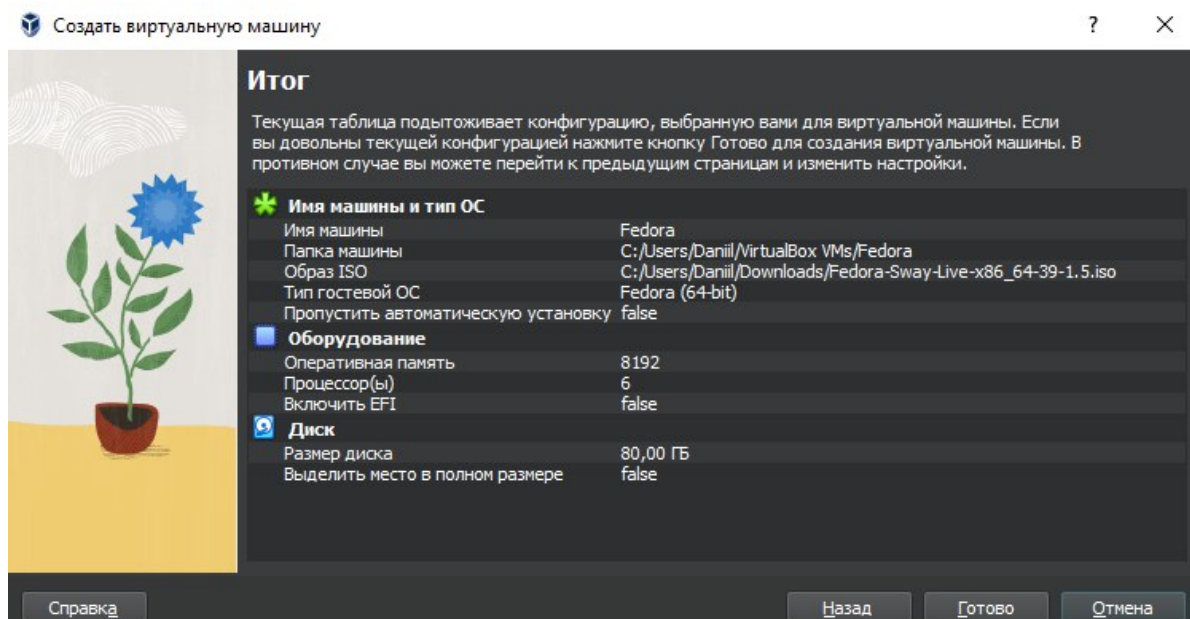 Создать виртуальную машину
?
Итог
Текущая таблица подытоживает конфигурацию, выбранную вами для виртуальной машины. Если
вы довольны текущей конфигурацией нажмите кнопку Готово для создания виртуальной машины. В
противном случае вы можете перейти к предыдущим страницам и изменить настройки.
Имя машины и тип ОС
Имя машины Fedora
Папка машины C:/Users/Daniil/VirtualBox VMs/Fedora
Образ ISO C:/Users/Daniil/Downloads/Fedora-Sway-Live-x86_64-39-1.5.iso
Тип гостевой ОС Fedora (64-bit)
Пропустить автоматическую установку false
Оборудование
Оперативная память 8192
Процессор(ы) 6
Включить EFI false
Диск
Размер диска 80,00 ГБ
Выделить место в полном размере false
Справка Назад Готово Отмена